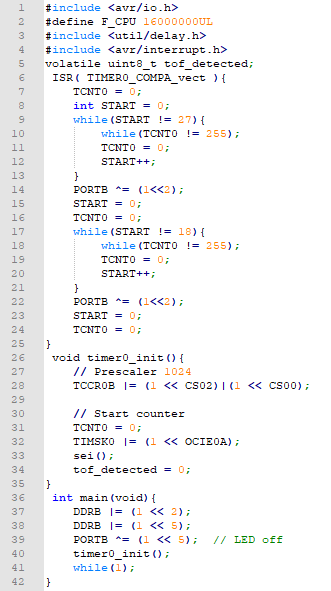 1 #include <avr/io.h>
2 #define F_CPU 16000000UL
3 #include <util/delay.h>
4 #include <avr/interrupt.h>
5 volatile uint8_t tof_detected;
6 ISR( TIMER0_COMPA_vect ){
7 TCNT0 = 0;
8 int START = 0;
9 while(START != 27){
10 while(TCNT0 != 255);
11 TCNT0 = 0;
12 START++;
13 }
14 PORTB ^= (1<<2);
15 START = 0;
16 TCNT0 = 0;
17 while(START != 18){
18 while(TCNT0 != 255);
19 TCNT0 = 0;
20 START++;
21 }
22 PORTB ^= (1<<2);
23 START = 0;
24 TCNT0 = 0;
25 }
26 void timer0_init(){
27 // Prescaler 1024
28 TCCR0B |= (1 << CS02)|(1 << CS00);
29
30 // Start counter
31 TCNT0 = 0;
32 TIMSK0 |= (1 << OCIE0A);
33 sei();
34 tof_detected = 0;
35 }
36 int main(void){
37 DDRB |= (1 << 2);
38 DDRB |= (1 << 5);
39 PORTB ^= (1 << 5); // LED off
40 timer0_init();
41 while(1);
42 }